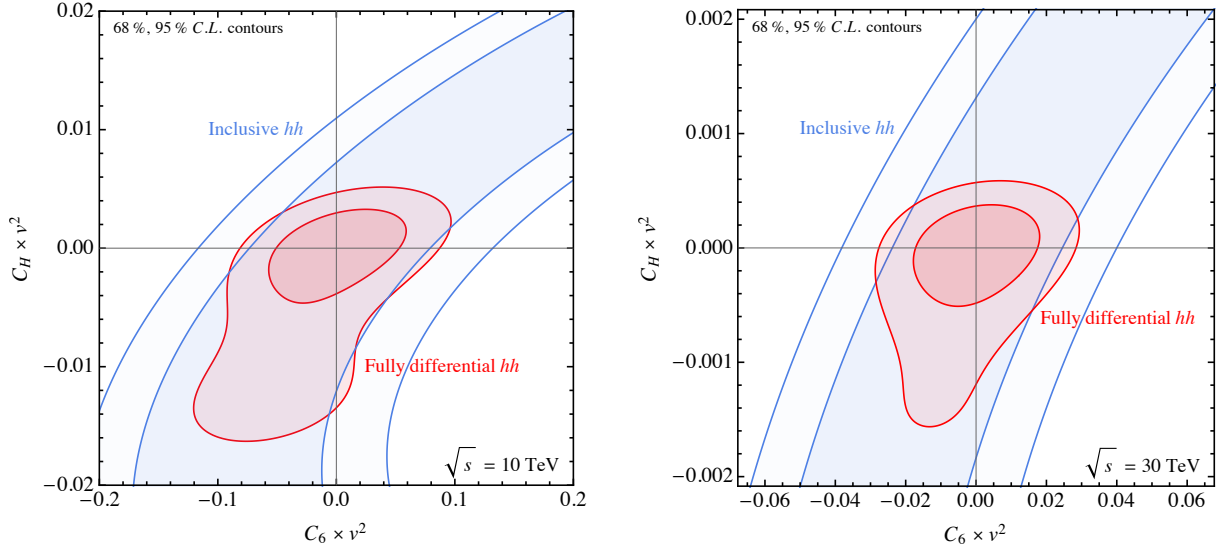 68 %, 95 % C.L. contours
Inclusive hh
Fully differential hh
√s = 10 TeV
0.02
0.01
0.00
−0.01
−0.02
−0.2
−0.1
0.0
0.1
0.2
C_H × v²
C_6 × v²
68 %, 95 % C.L. contours
Inclusive hh
Fully differential hh
√s = 30 TeV
0.002
0.001
0.000
−0.001
−0.002
−0.06
−0.04
−0.02
0.00
0.02
0.04
0.06
C_H × v²
C_6 × v²